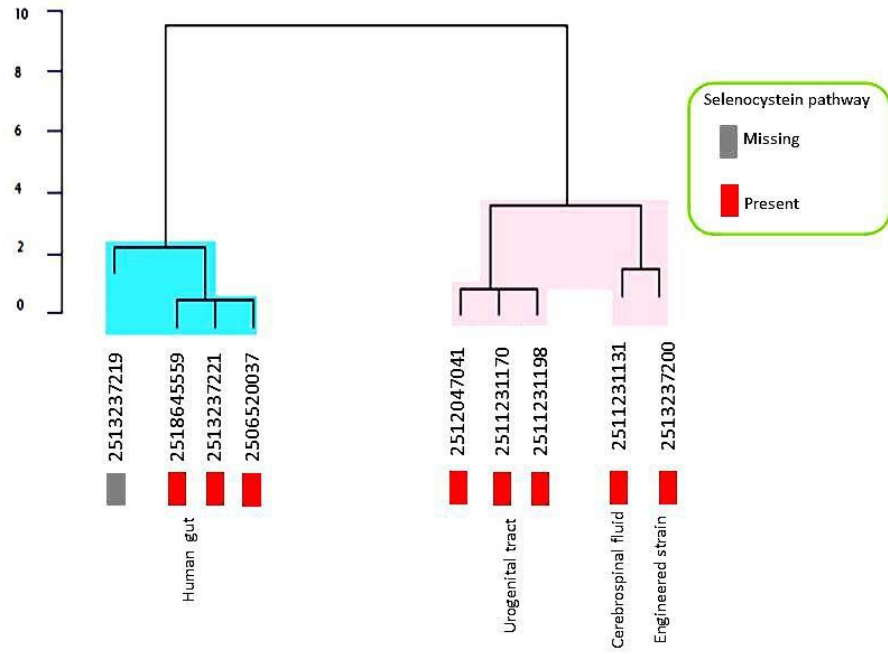 10
8
6
4
2
0
Selenocystein pathway
Missing
Present
2513237219
2518645559
2513237221
2506520037
2512047041
2511231170
2511231198
2511231131
2513237200
Human gut
Urogenital tract
Cerebrospinal fluid
Engineered strain